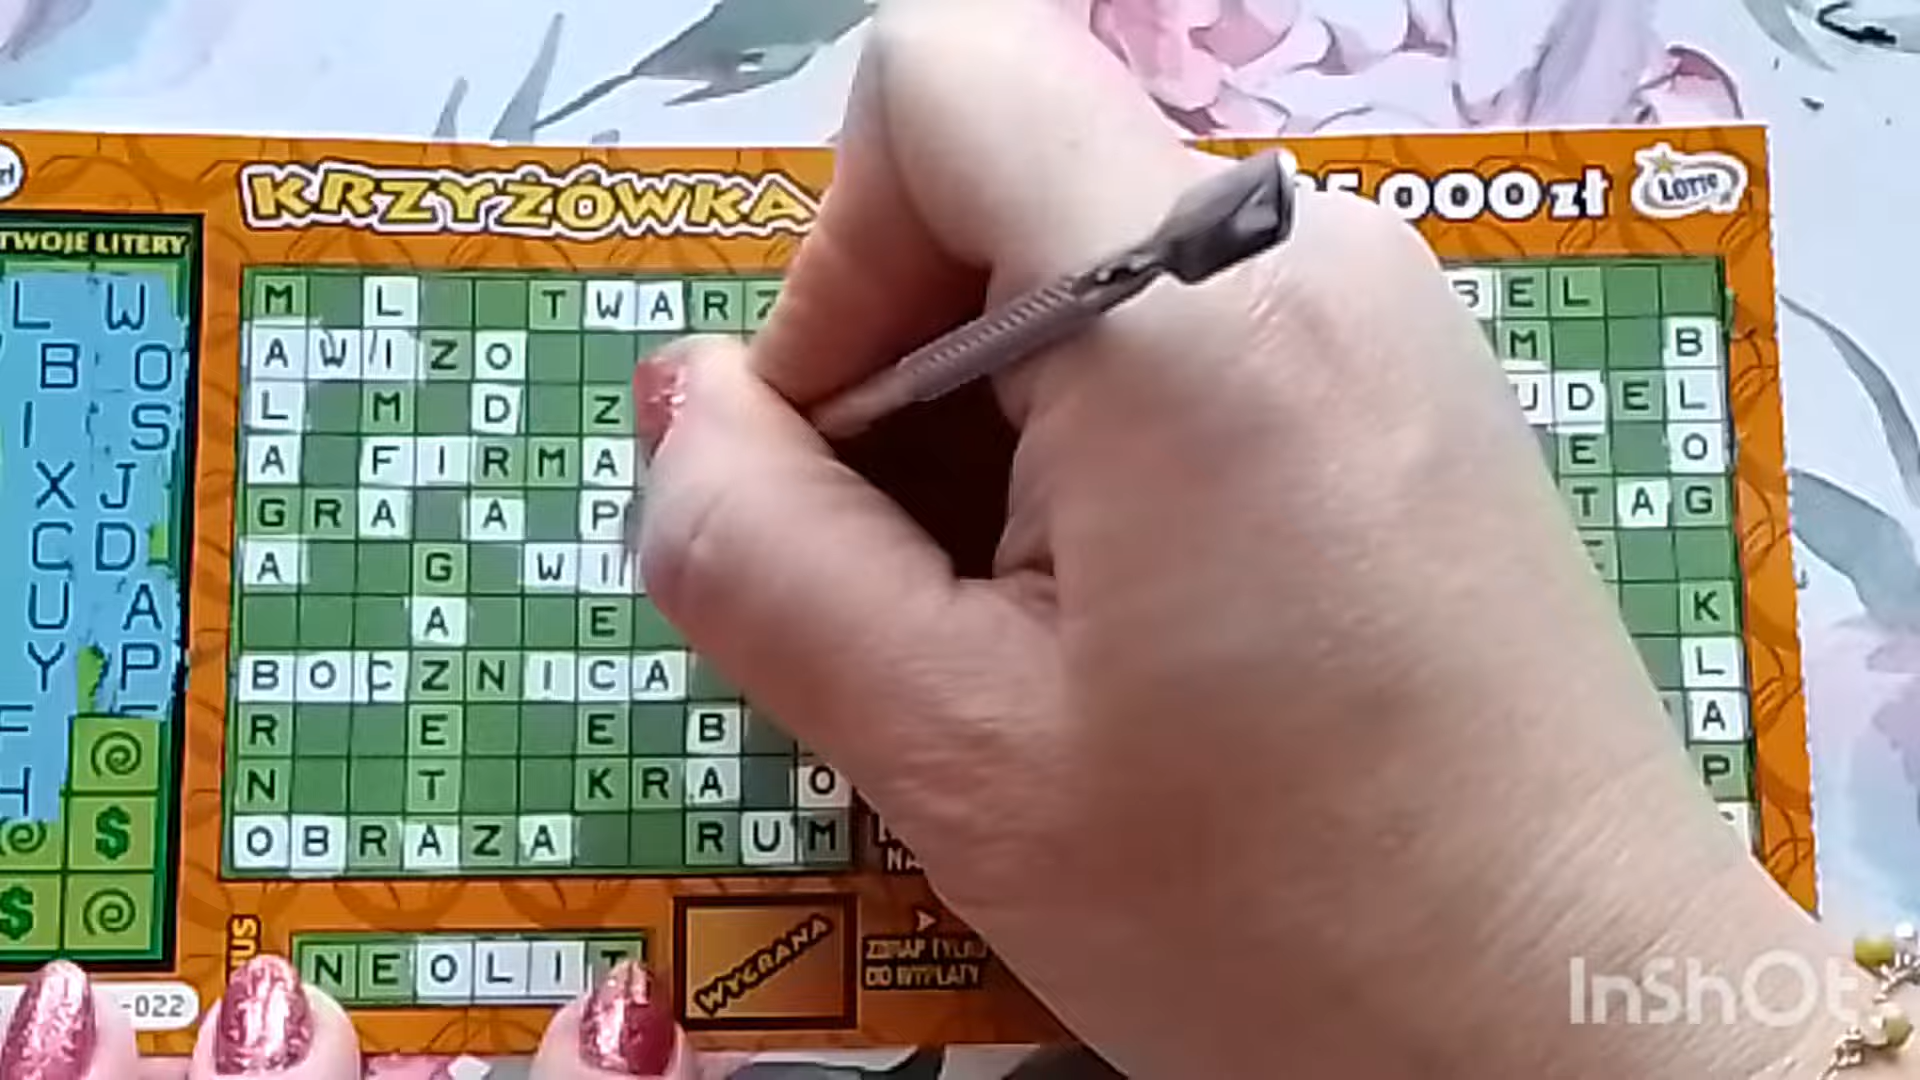 KRZYŻÓWKA
000 zł
LOTTO
TWOJE LITERY
L W
B O
I S
X J
C D
U A
Y P
M L TWARZ
AWIZO
L M D Z
A FIRMA
GRA A P
A G WI
A E
BOCZNICA
R E E B
N T KRA O
OBRAZA RUM
BEL
M B
UDEL
E O
TAG
K
L
A
P
NEOLIT
WYGRANA
ZDRAP TYLKO
DO WYPŁATY
-022
InShOt